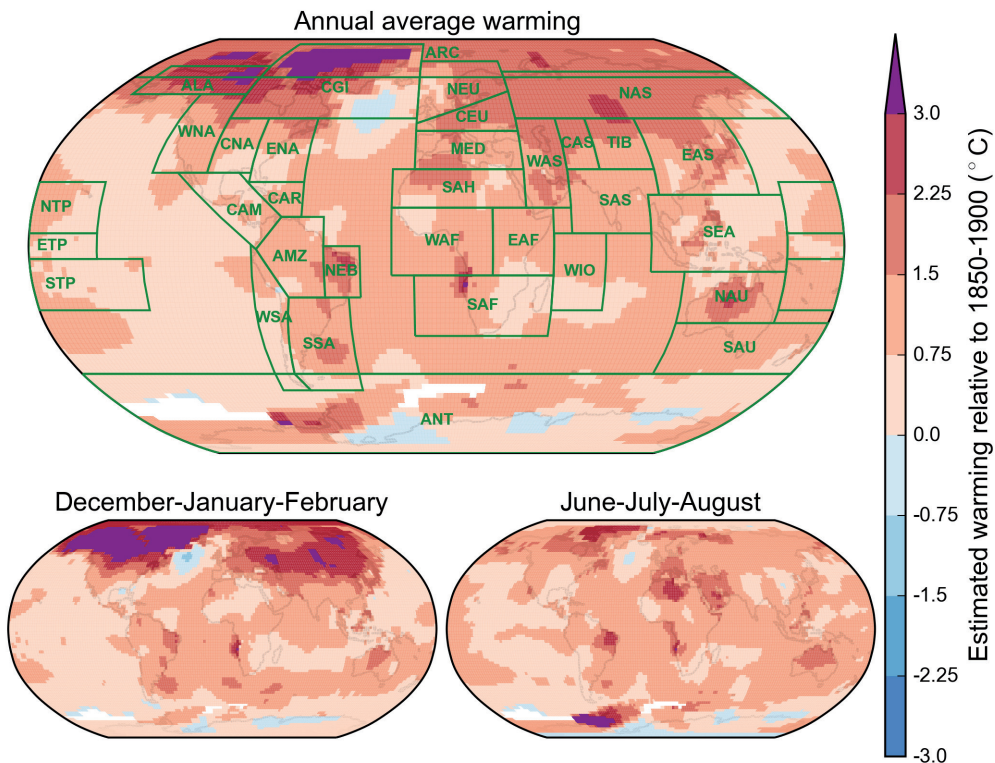 Annual average warming
ARC
ALA
CGI
NEU
NAS
CEU
WNA
CNA
ENA
MED
WAS
CAS
TIB
EAS
SAH
SAS
NTP
CAM
CAR
ETP
WAF
EAF
SEA
STP
AMZ
NEB
WIO
WSA
SAF
NAU
SSA
SAU
ANT
December-January-February
June-July-August
3.0
2.25
1.5
0.75
0.0
-0.75
-1.5
-2.25
-3.0
Estimated warming relative to 1850-1900 (°C)